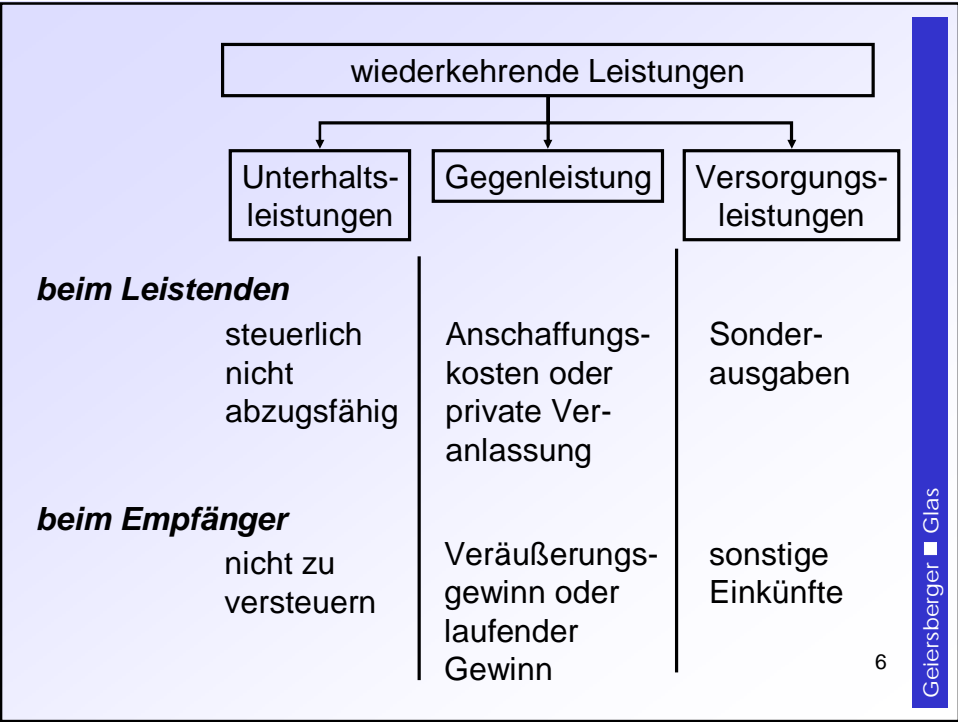 wiederkehrende Leistungen
Unterhalts-
leistungen
Gegenleistung
Versorgungs-
leistungen
beim Leistenden
steuerlich
nicht
abzugsfähig
Anschaffungs-
kosten oder
private Ver-
anlassung
Sonder-
ausgaben
beim Empfänger
nicht zu
versteuern
Veräußerungs-
gewinn oder
laufender
Gewinn
sonstige
Einkünfte
6
Geiersberger ■ Glas